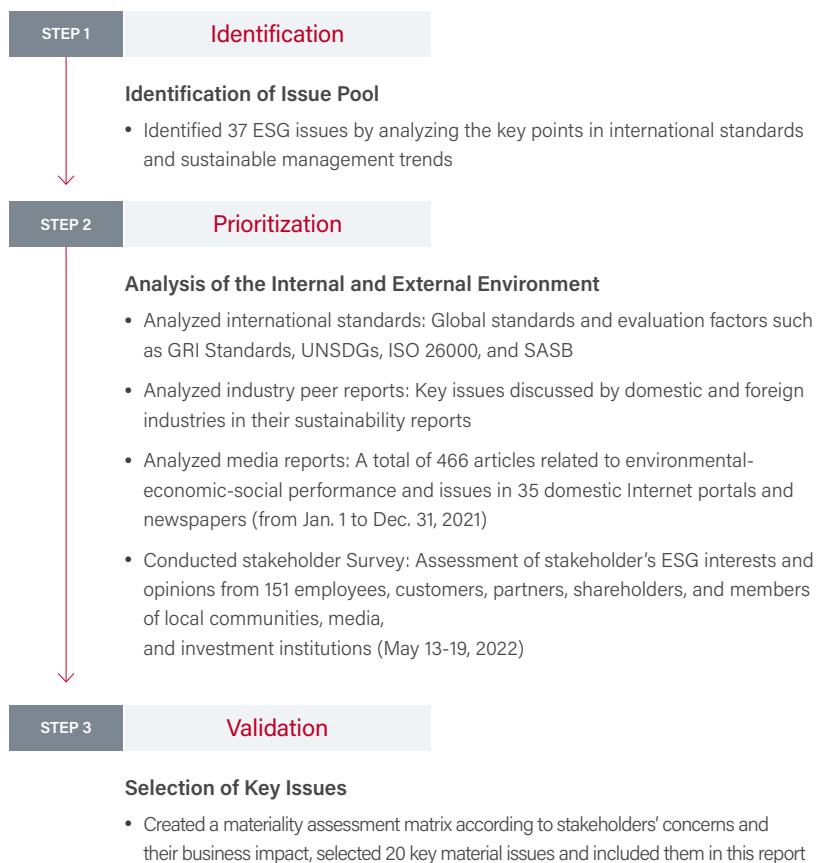 STEP 1 Identification
Identification of Issue Pool
• Identified 37 ESG issues by analyzing the key points in international standards
and sustainable management trends
STEP 2 Prioritization
Analysis of the Internal and External Environment
• Analyzed international standards: Global standards and evaluation factors such
as GRI Standards, UNSDGs, ISO 26000, and SASB
• Analyzed industry peer reports: Key issues discussed by domestic and foreign
industries in their sustainability reports
• Analyzed media reports: A total of 466 articles related to environmental-
economic-social performance and issues in 35 domestic Internet portals and
newspapers (from Jan. 1 to Dec. 31, 2021)
• Conducted stakeholder Survey: Assessment of stakeholder's ESG interests and
opinions from 151 employees, customers, partners, shareholders, and members
of local communities, media,
and investment institutions (May 13-19, 2022)
STEP 3 Validation
Selection of Key Issues
• Created a materiality assessment matrix according to stakeholders' concerns and
their business impact, selected 20 key material issues and included them in this report